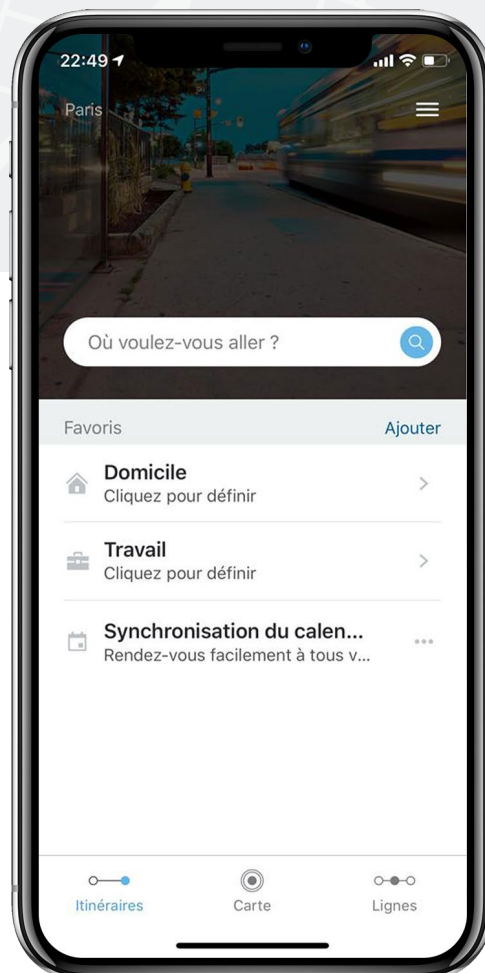 22:49
Paris
Où voulez-vous aller ?
Favoris
Ajouter
Domicile
Cliquez pour définir
Travail
Cliquez pour définir
Synchronisation du calen...
Rendez-vous facilement à tous v...
Itinéraires
Carte
Lignes